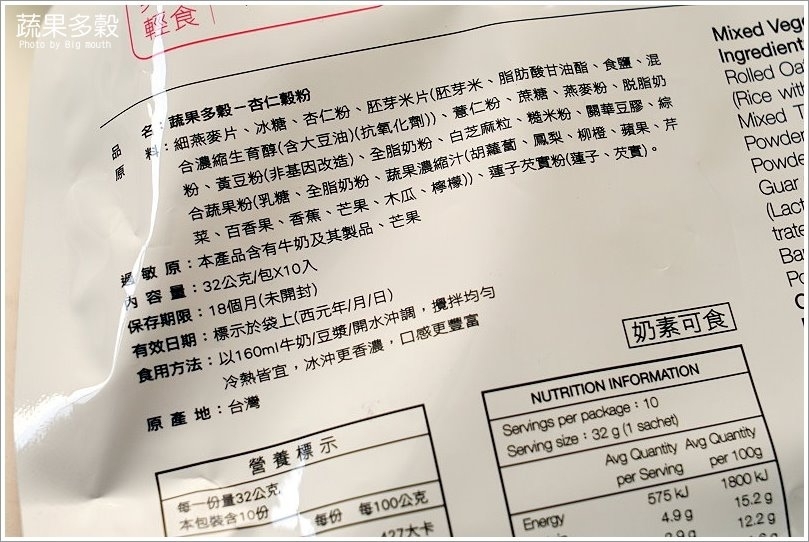 蔬果多穀
Photo by Big mouth
輕食
品 名：蔬果多穀－杏仁穀粉
原 料：細燕麥片、冰糖、杏仁粉、胚芽米片(胚芽米、脂肪酸甘油酯、食鹽、混
合濃縮生育醇(含大豆油)(抗氧化劑))、薏仁粉、蔗糖、燕麥粉、脫脂奶
粉、黃豆粉(非基因改造)、全脂奶粉、白芝麻粒、糙米粉、關華豆膠、綜
合蔬果粉(乳糖、全脂奶粉、蔬果濃縮汁(胡蘿蔔、鳳梨、柳橙、蘋果、芹
菜、百香果、香蕉、芒果、木瓜、檸檬))、蓮子芡實粉(蓮子、芡實)。
過 敏 原：本產品含有牛奶及其製品、芒果
內 容 量：32公克/包X10入
保存期限：18個月(未開封)
有效日期：標示於袋上(西元年/月/日)
食用方法：以160ml牛奶/豆漿/開水沖調，攪拌均勻
冷熱皆宜，冰沖更香濃，口感更豐富
原 產 地：台灣
奶素可食
營養標示
每一份量32公克
本包裝含10份
每份 每100公克
427大卡
NUTRITION INFORMATION
Servings per package：10
Serving size：32 g (1 sachet)
Avg Quantity per Serving Avg Quantity per 100g
Energy 575 kJ 1800 kJ
4.9 g 15.2 g
12.2 g
Mixed Veg
Ingredient
Rolled Oa
(Rice with
Mixed T
Powde
Powde
Guar
(Lact
trate
Ba
Po